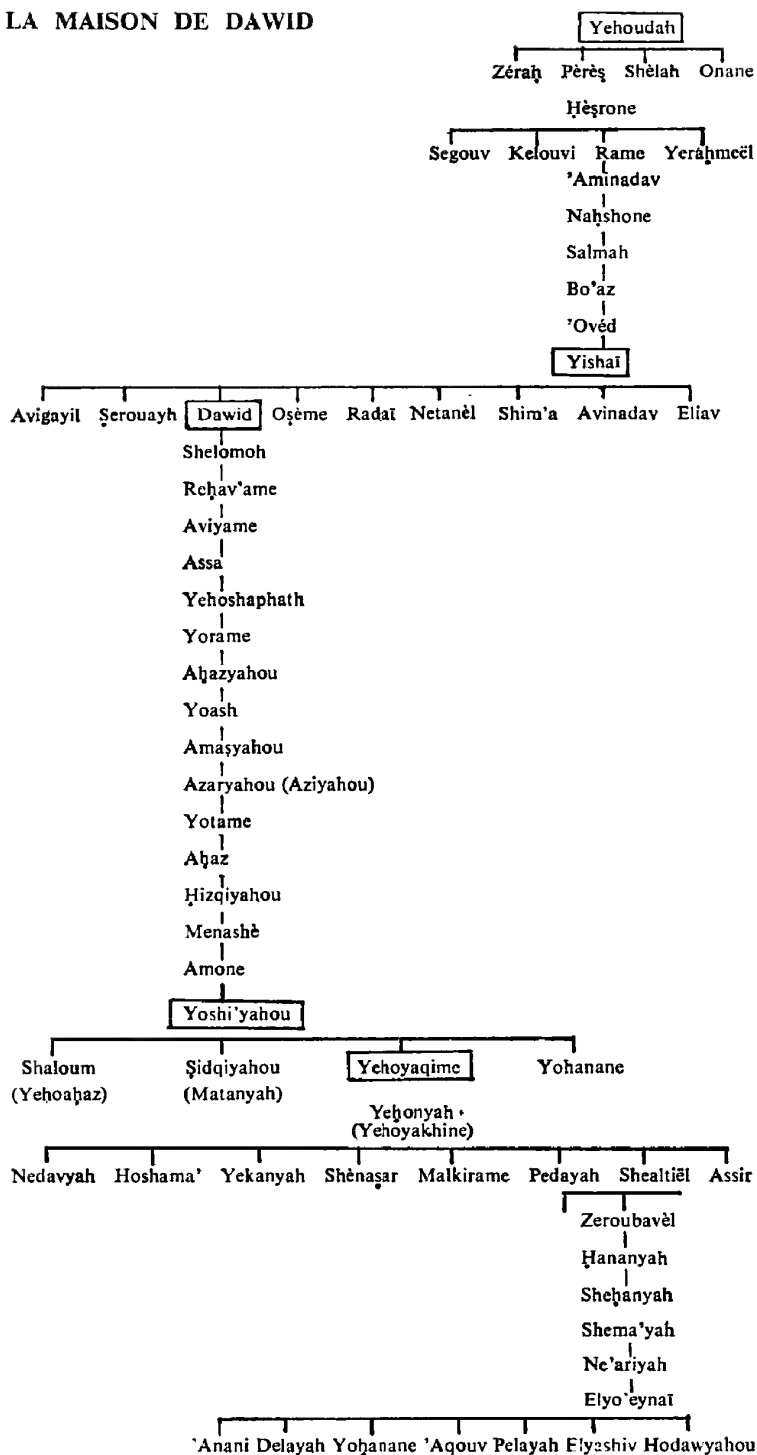 LA MAISON DE DAWID
Yehoudah
Zéraḥ Pèrèṣ Shèlah Onane
Ḥèṣrone
Segouv Kelouvi Rame Yeraḥmeël
'Aminadav
Naḥshone
Salmah
Bo'az
'Ovéd
Yishaï
Avigayil Ṣerouayh Dawid Oṣème Radaï Netanèl Shim'a Avinadav Eliav
Shelomoh
Reḥav'ame
Aviyame
Assa
Yehoshaphath
Yorame
Aḥazyahou
Yoash
Amaṣyahou
Azaryahou (Aziyahou)
Yotame
Aḥaz
Ḥizqiyahou
Menashè
Amone
Yoshi'yahou
Shaloum Ṣidqiyahou Yehoyaqime Yohanane
(Yehoaḥaz) (Matanyah)
Yeḥonyah
(Yehoyakhine)
Nedavyah Hoshama' Yekanyah Shènaṣar Malkirame Pedayah Shealtiël Assir
Zeroubavèl
Ḥananyah
Sheḥanyah
Shema'yah
Ne'ariyah
Elyo'eynaï
'Anani Delayah Yoḥanane 'Aqouv Pelayah Elyashiv Hodawyahou